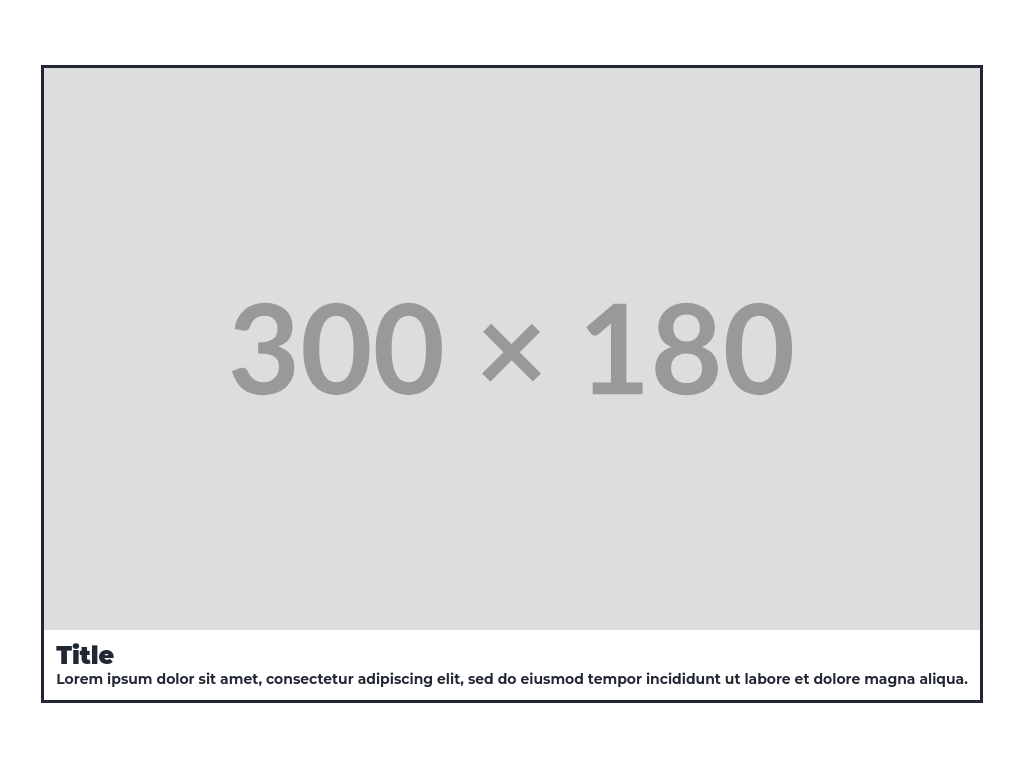 300 × 180
Title
Lorem ipsum dolor sit amet, consectetur adipiscing elit, sed do eiusmod tempor incididunt ut labore et dolore magna aliqua.